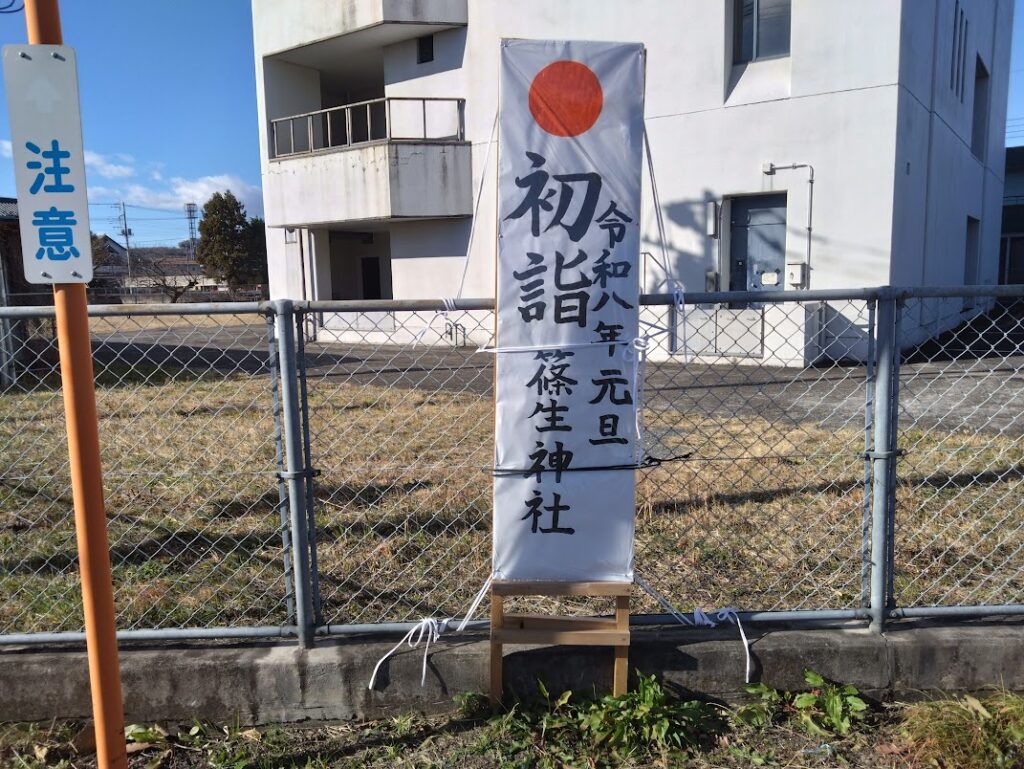 注意
令和八年元旦
初詣
篠生神社